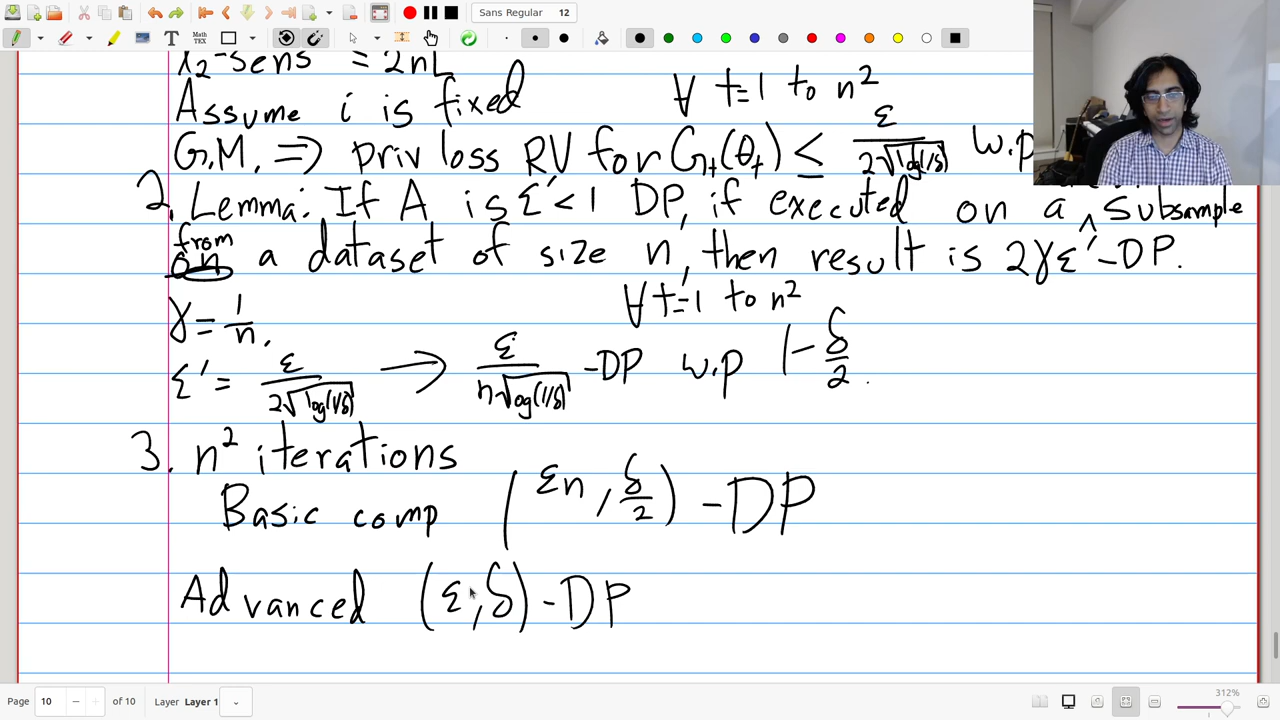 Sans Regular 12
Math TEX
= 2nL
Assume i is fixed ∀ t=1 to n²
G.M. ⟹ priv loss RV for G_t(θ_t) ≤ ε / 2√log(1/δ) w.p
2. Lemma: If A is ε'<1 DP, if executed on a ^ subsample
from
a dataset of size n, then result is 2γε'-DP.
γ = 1/n. ∀ t=1 to n²
ε' = ε / 2√log(1/δ) → ε / n√log(1/δ) -DP w.p 1 - δ/2.
3. n² iterations
Basic comp (εn, δ/2) -DP
Advanced (ε, δ) -DP
Page 10 of 10 Layer Layer 1 312%